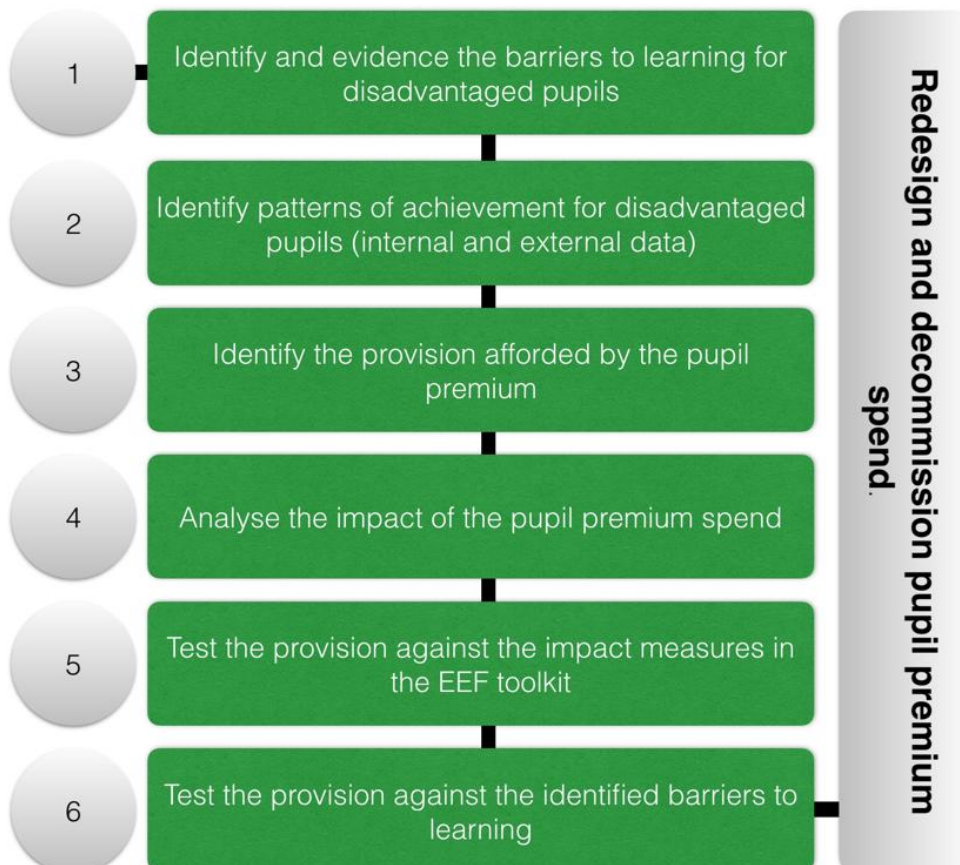 1
Identify and evidence the barriers to learning for
disadvantaged pupils
2
Identify patterns of achievement for disadvantaged
pupils (internal and external data)
3
Identify the provision afforded by the pupil
premium
4
Analyse the impact of the pupil premium spend
5
Test the provision against the impact measures in
the EEF toolkit
6
Test the provision against the identified barriers to
learning
Redesign and decommission pupil premium
spend.